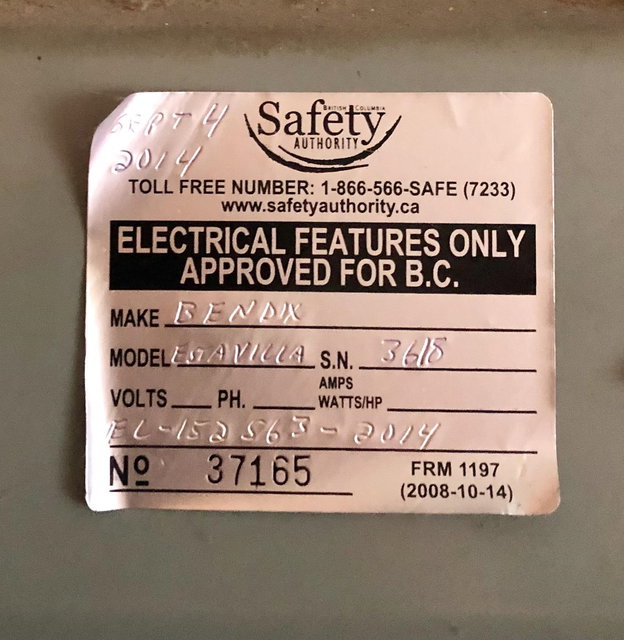 SEPT 4
2014
BRITISH COLUMBIA
Safety
AUTHORITY
TOLL FREE NUMBER: 1-866-566-SAFE (7233)
www.safetyauthority.ca
ELECTRICAL FEATURES ONLY
APPROVED FOR B.C.
MAKE BENDIX
MODEL ESTAVILLA S.N. 3618
VOLTS PH. AMPS WATTS/HP
EL-152563-2014
Nº 37165 FRM 1197
(2008-10-14)